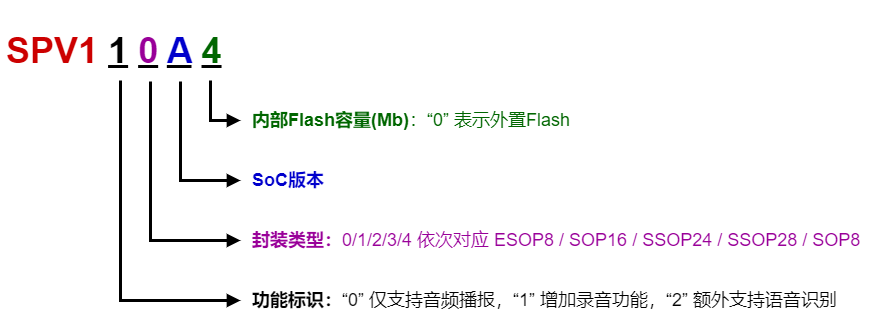 SPV1 1 0 A 4
内部Flash容量(Mb)：“0” 表示外置Flash
SoC版本
封装类型：0/1/2/3/4 依次对应 ESOP8 / SOP16 / SSOP24 / SSOP28 / SOP8
功能标识：“0” 仅支持音频播报，“1” 增加录音功能，“2” 额外支持语音识别